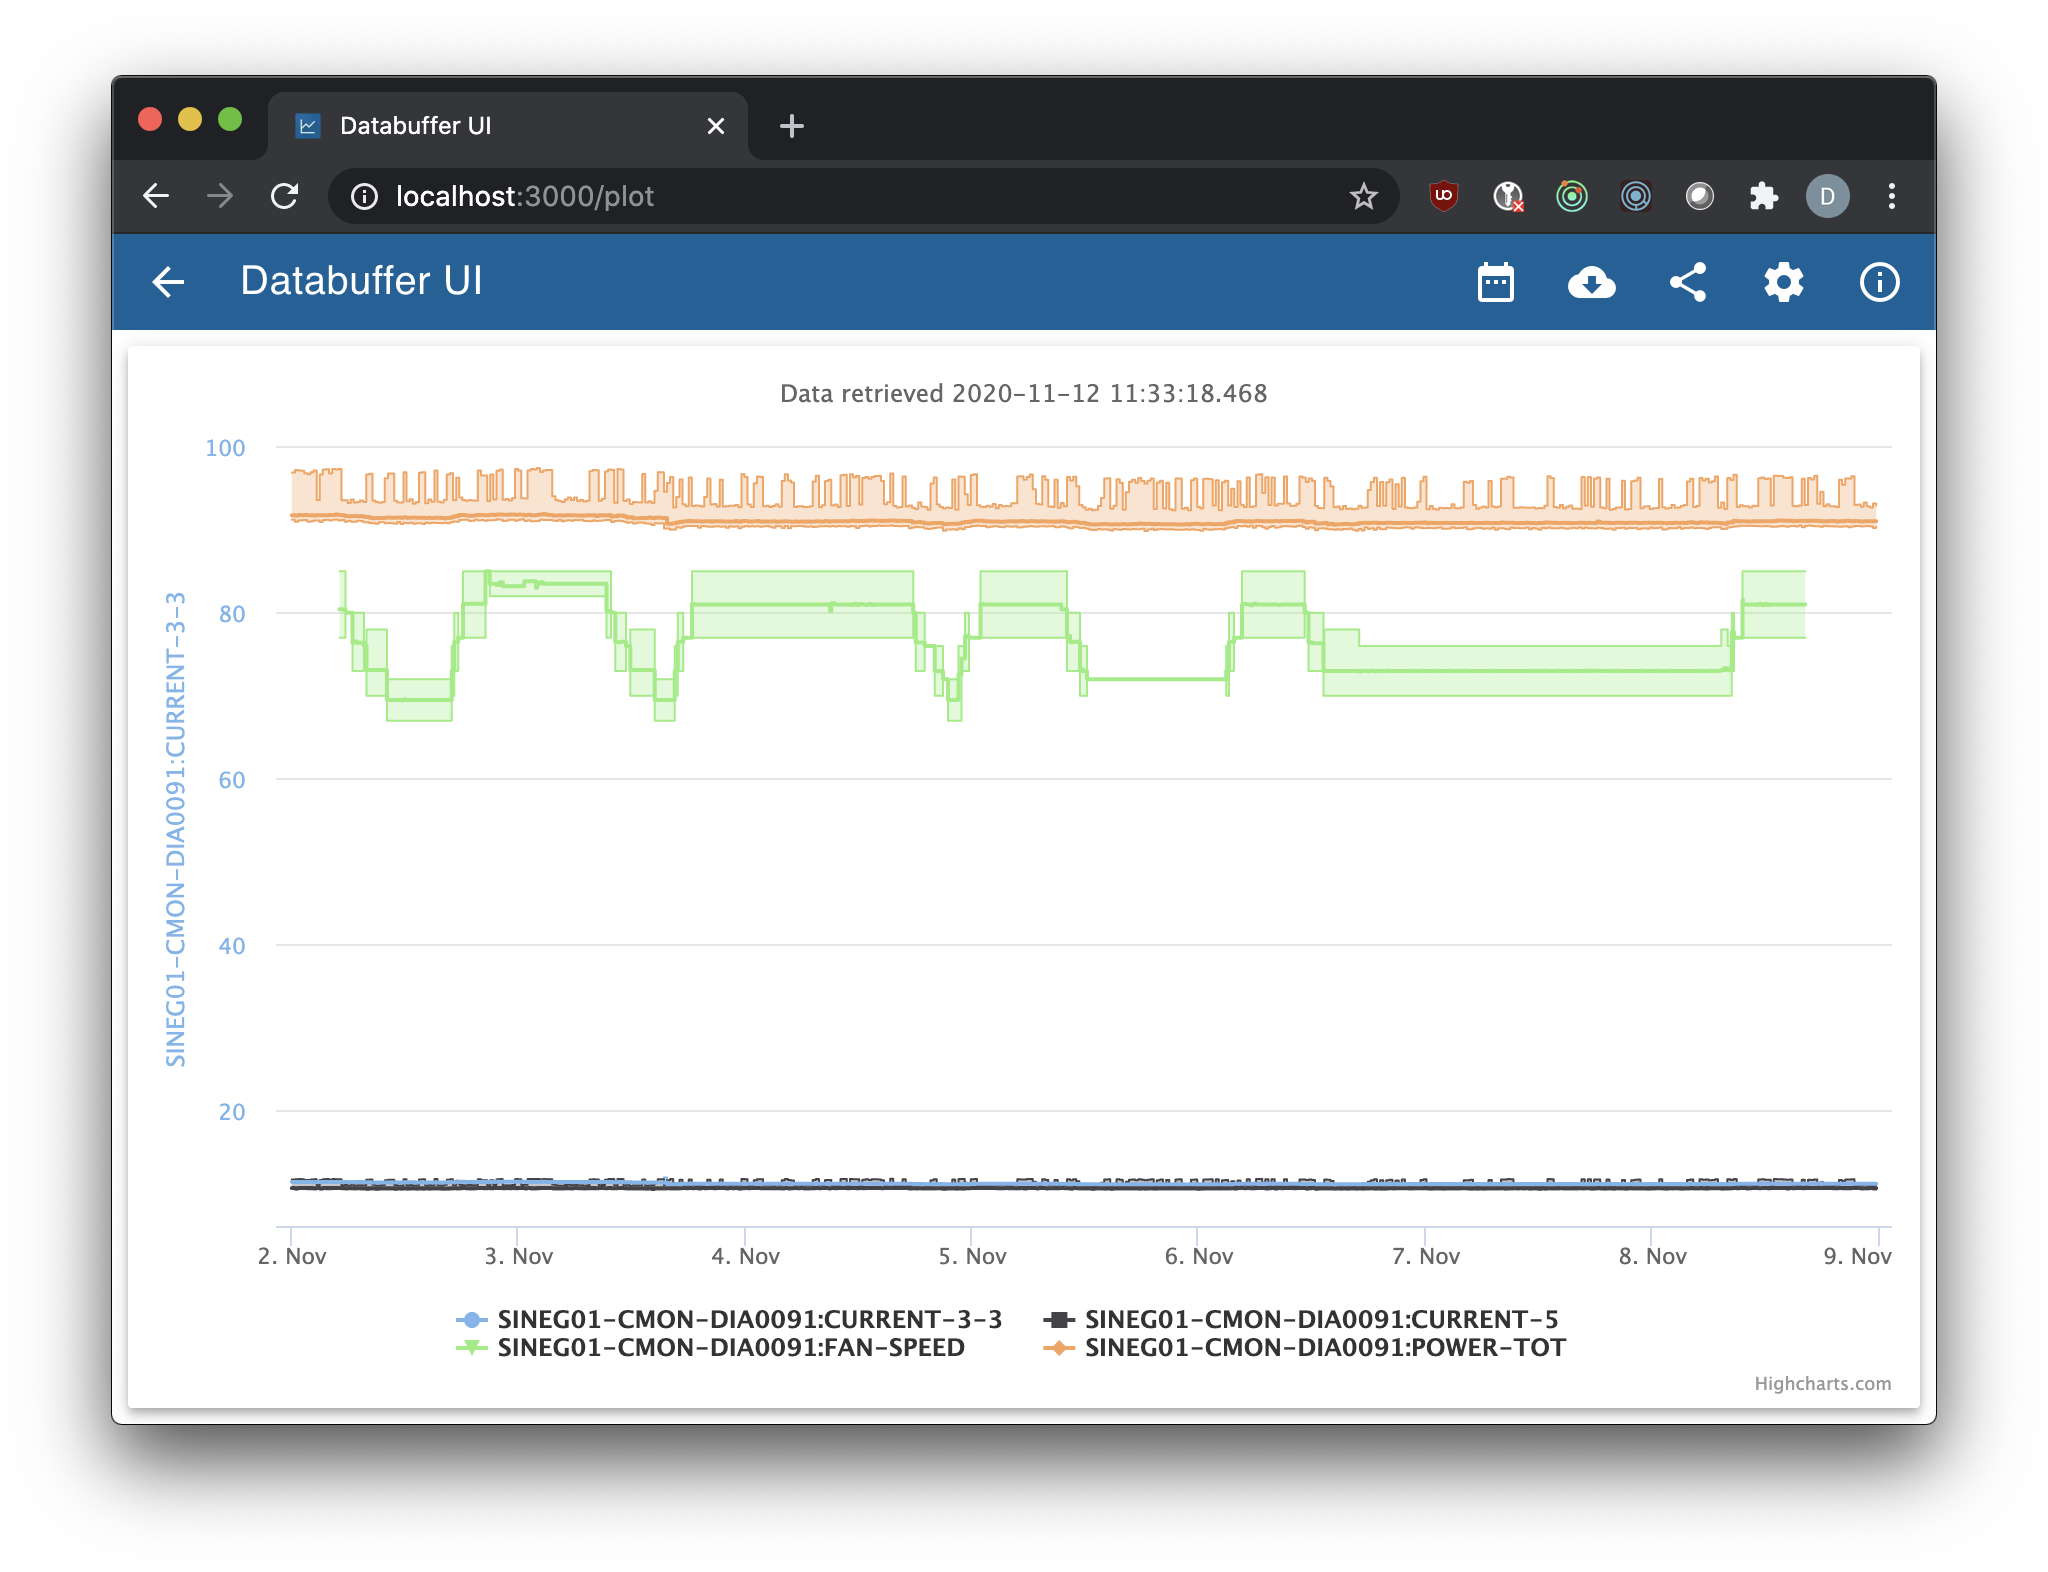 Databuffer UI
localhost:3000/plot
D
Databuffer UI
Data retrieved 2020-11-12 11:33:18.468
SINEG01-CMON-DIA0091:CURRENT-3-3
100
80
60
40
20
2. Nov 3. Nov 4. Nov 5. Nov 6. Nov 7. Nov 8. Nov 9. Nov
SINEG01-CMON-DIA0091:CURRENT-3-3 SINEG01-CMON-DIA0091:CURRENT-5
SINEG01-CMON-DIA0091:FAN-SPEED SINEG01-CMON-DIA0091:POWER-TOT
Highcharts.com